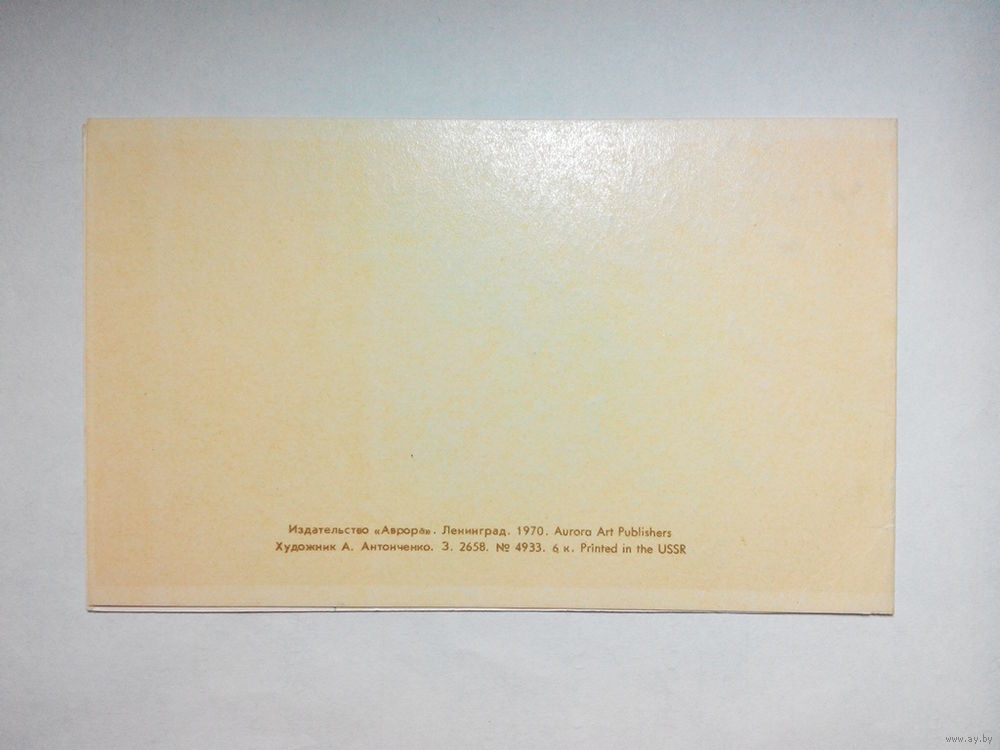 Издательство «Аврора». Ленинград. 1970. Aurora Art Publishers
Художник А. Антонченко. З. 2658. № 4933. 6 к. Printed in the USSR
www.ay.by